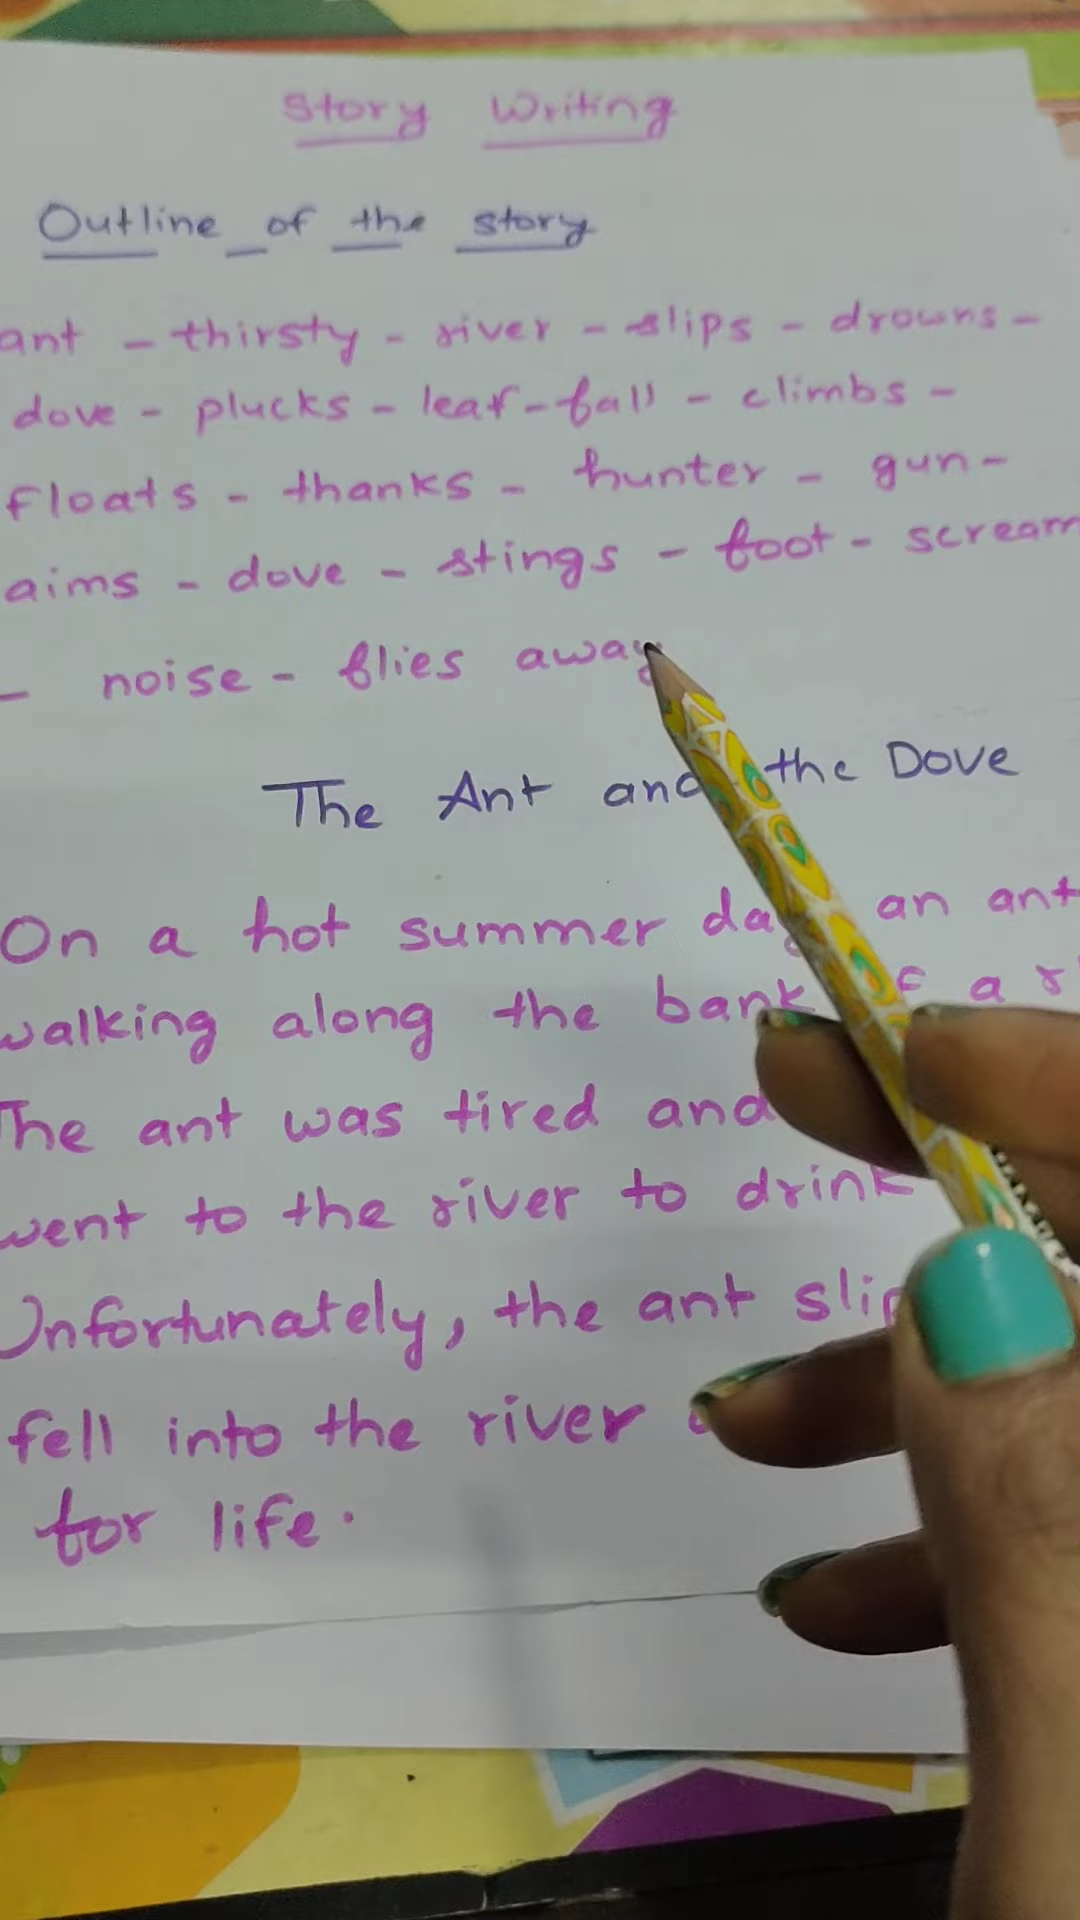 Story Writing
Outline of the story
ant - thirsty - river - slips - drowns -
dove - plucks - leaf - fall - climbs -
floats - thanks - hunter - gun -
aims - dove - stings - foot - scream
- noise - flies away
The Ant and the Dove
On a hot summer day an ant
walking along the bank of a
The ant was tired and
went to the river to drink
Unfortunately, the ant
fell into the river
for life.